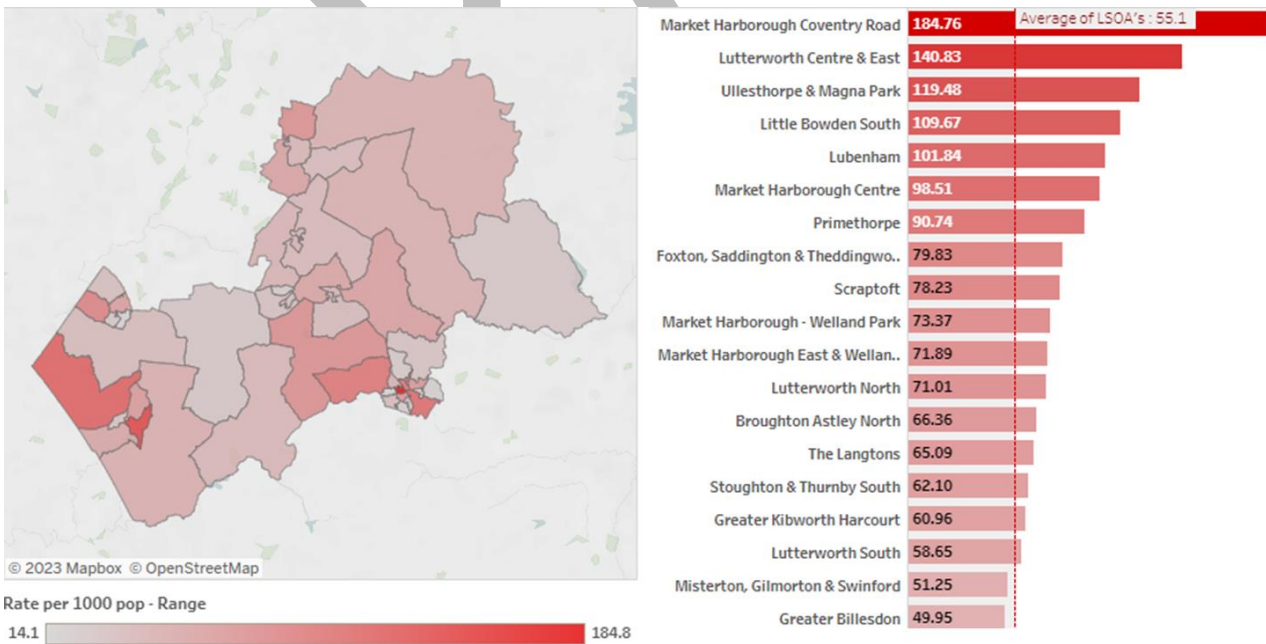 Market Harborough Coventry Road 184.76
Average of LSOA's : 55.1
Lutterworth Centre & East 140.83
Ullesthorpe & Magna Park 119.48
Little Bowden South 109.67
Lubenham 101.84
Market Harborough Centre 98.51
Primethorpe 90.74
Foxton, Saddington & Theddingwo.. 79.83
Scraptoft 78.23
Market Harborough - Welland Park 73.37
Market Harborough East & Wellan.. 71.89
Lutterworth North 71.01
Broughton Astley North 66.36
The Langtons 65.09
Stoughton & Thurnby South 62.10
Greater Kibworth Harcourt 60.96
Lutterworth South 58.65
Misterton, Gilmorton & Swinford 51.25
Greater Billesdon 49.95
© 2023 Mapbox © OpenStreetMap
Rate per 1000 pop - Range
14.1 184.8